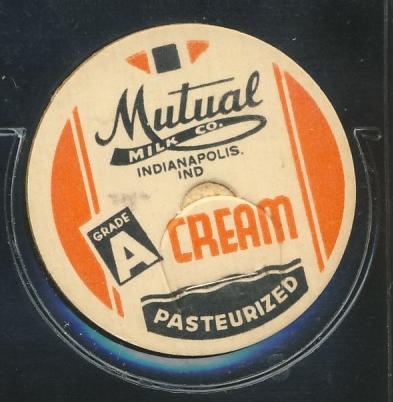 Mutual
MILK CO.
INDIANAPOLIS.
IND
GRADE
A
CREAM
PASTEURIZED